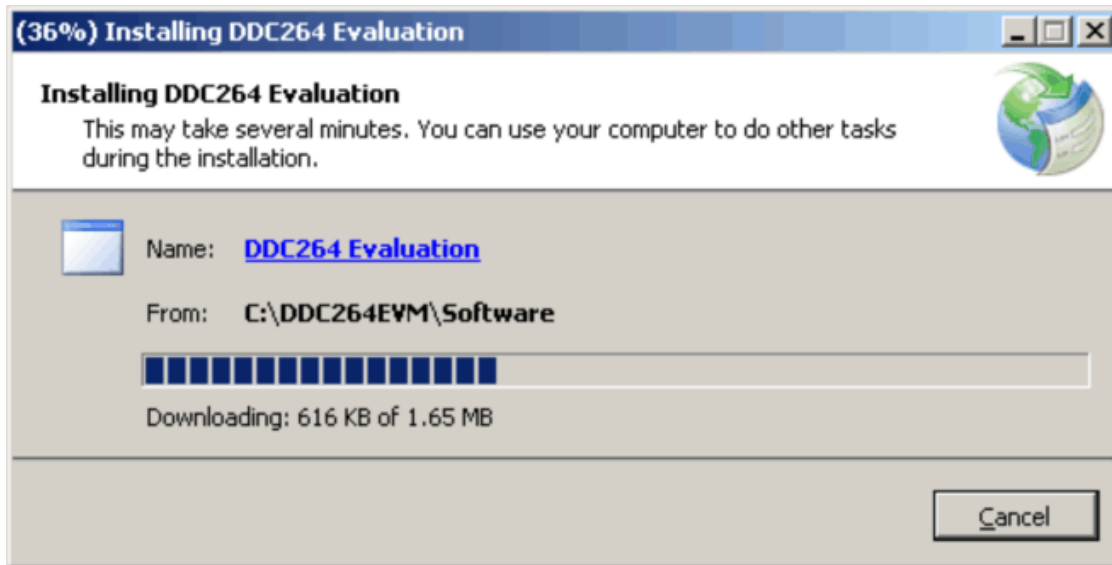 (36%) Installing DDC264 Evaluation
Installing DDC264 Evaluation
This may take several minutes. You can use your computer to do other tasks
during the installation.
Name: DDC264 Evaluation
From: C:\DDC264EVM\Software
Downloading: 616 KB of 1.65 MB
Cancel